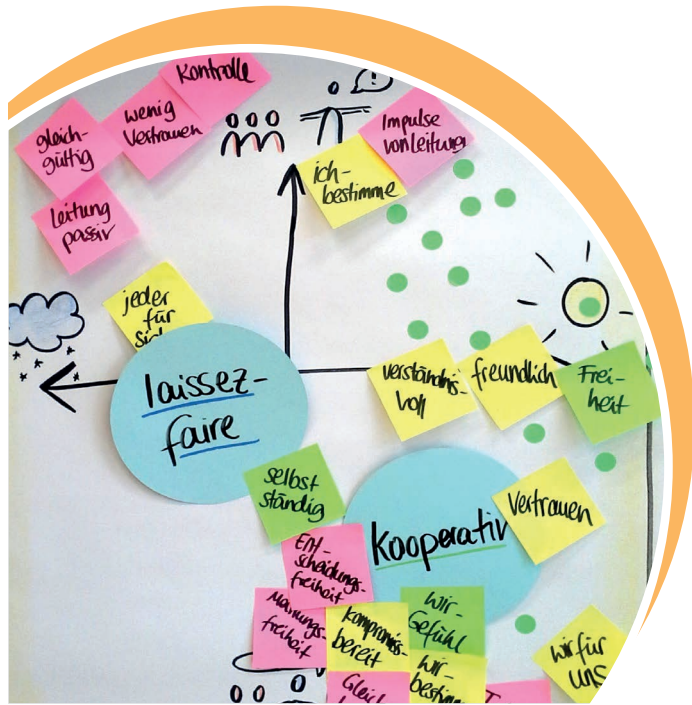 Kontrolle
wenig
Vertrauen
gleich-
gültig
Leitung
passiv
!
Impulse
von Leitung
ich-
bestimme
jeder
für
laissez-
faire
verständnis-
voll
freundlich
Frei-
heit
selbst
ständig
Kooperativ
Vertrauen
Ent-
scheidungs-
freiheit
Meinungs-
freiheit
Kompromiss-
bereit
wir-
Gefühl
wir-
wir für
uns
Gleich